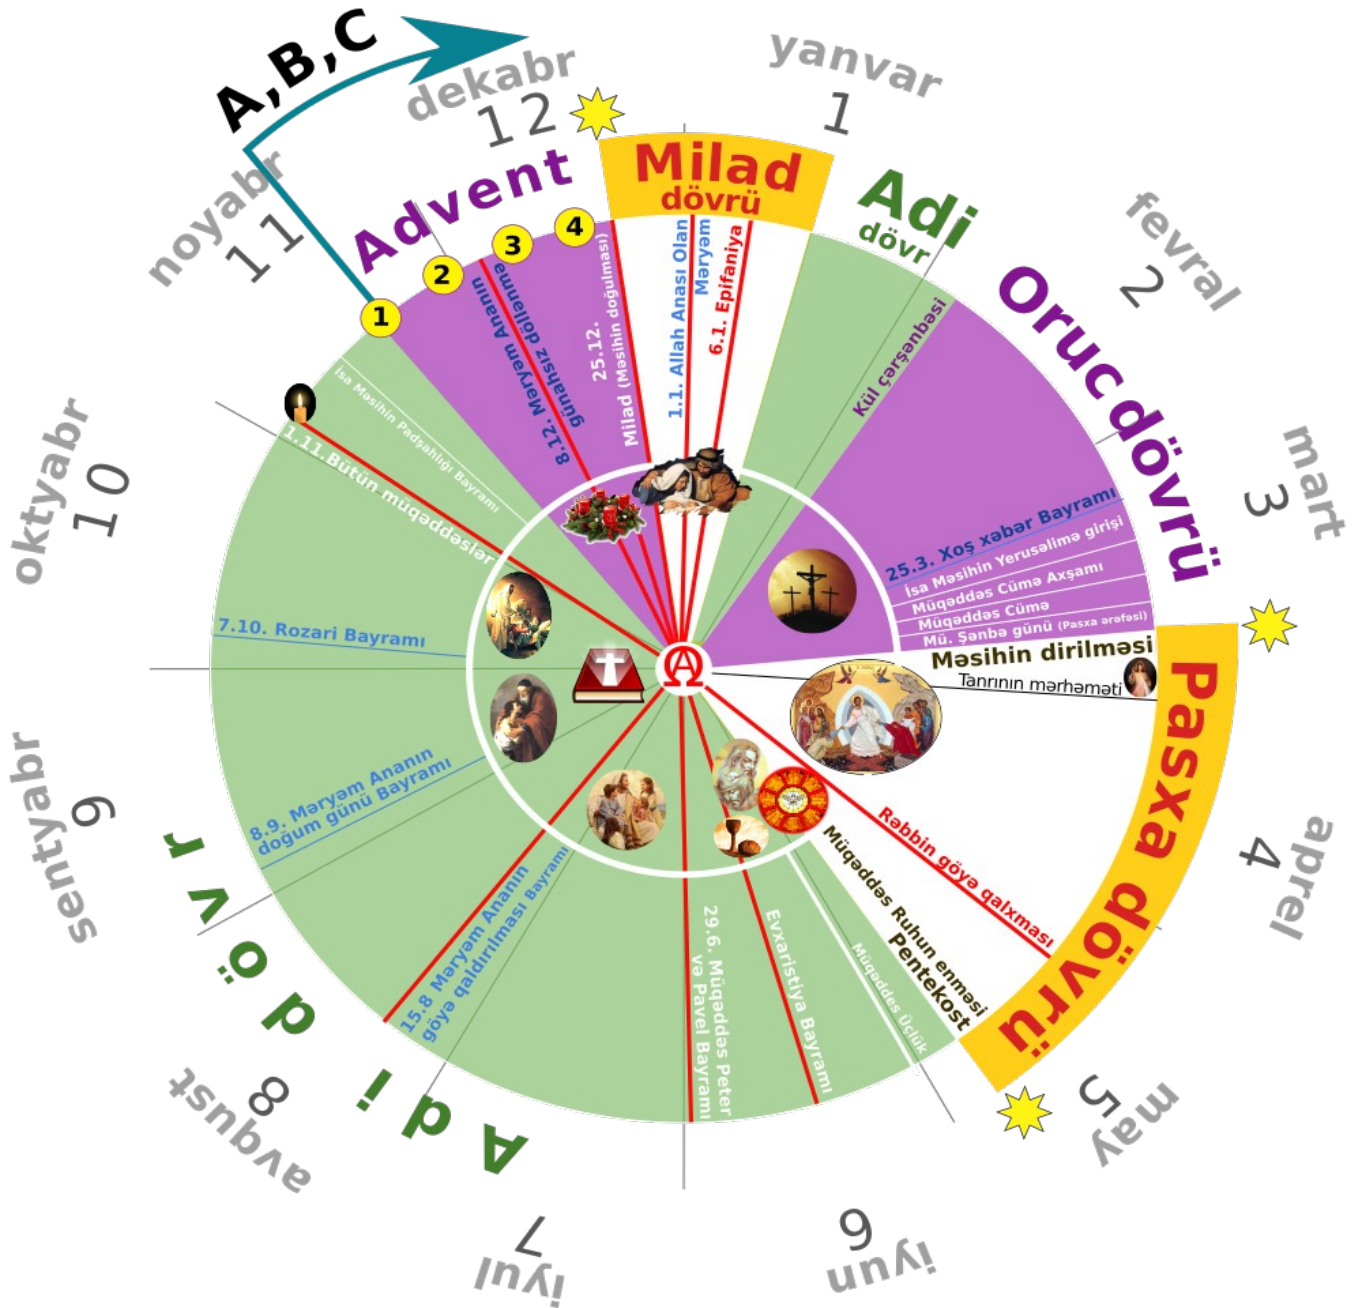 A,B,C
yanvar
1
fevral
2
mart
3
aprel
4
may
5
iyun
6
iyul
7
avqust
8
sentyabr
9
oktyabr
10
noyabr
11
dekabr
12
Advent
1
2
3
4
8.12. Məryəm Ananın
günahsız döllənmə
25.12.
Milad (Məsihin doğulması)
Milad
dövrü
1.1. Allah Anası Olan
Məryəm
6.1. Epifaniya
Adi
dövr
Kül çərşənbəsi
Oruc dövrü
25.3. Xoş xəbər Bayramı
İsa Məsihin Yerusəlimə girişi
Müqəddəs Cümə Axşamı
Müqəddəs Cümə
Mü. Şənbə günü (Pasxa ərəfəsi)
Pasxa dövrü
Məsihin dirilməsi
Tanrının mərhəməti
Rəbbin göyə qalxması
Müqəddəs Ruhun enməsi
Pentekost
Adi dövr
Müqəddes Üçlük
Evxaristiya Bayramı
29.6. Müqəddəs Peter
və Pavel Bayramı
15.8 Məryəm Ananın
göyə qaldırılması Bayramı
8.9. Məryəm Ananın
doğum günü Bayramı
7.10. Rozari Bayramı
1.11.Bütün müqəddəslər
İsa Məsihin Padşahlığı Bayramı
AΩ